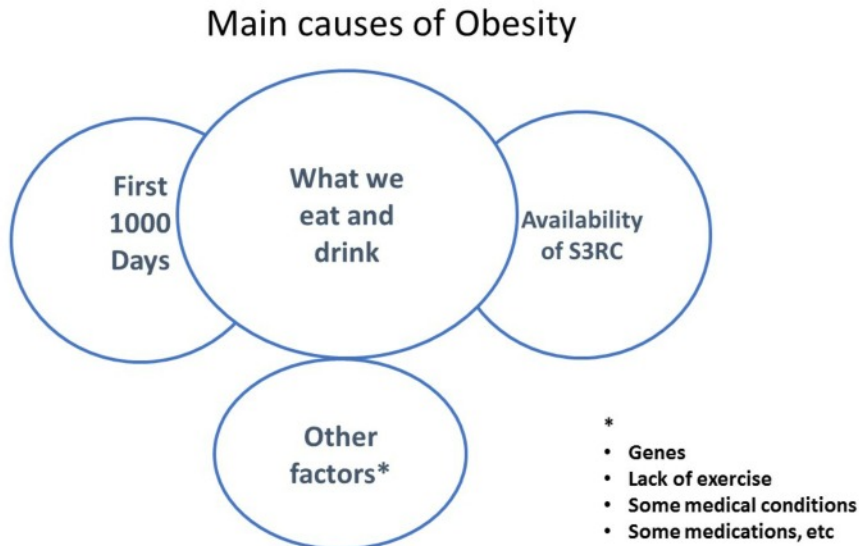 Main causes of Obesity
First
1000
Days
What we
eat and
drink
Availability
of S3RC
Other
factors*
*
• Genes
• Lack of exercise
• Some medical conditions
• Some medications, etc